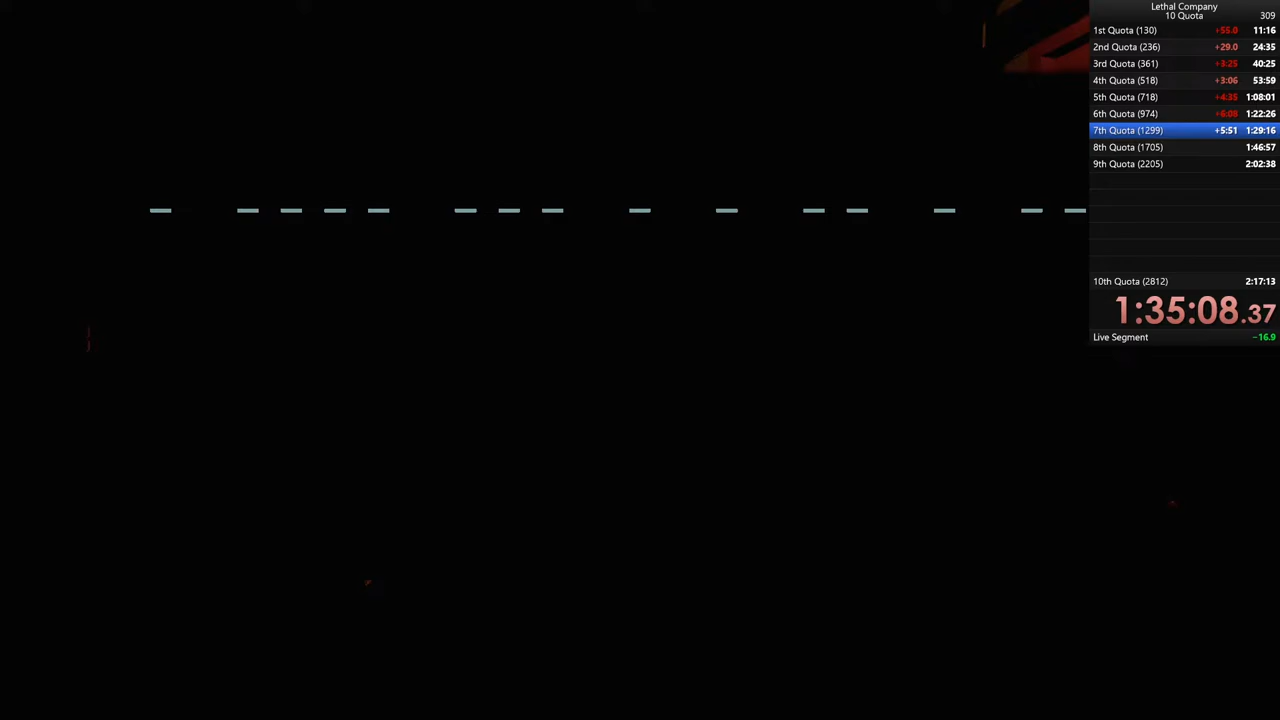 Lethal Company
10 Quota 309
1st Quota (130) +55.0 11:16
2nd Quota (236) +29.0 24:35
3rd Quota (361) +3:25 40:25
4th Quota (518) +3:06 53:59
5th Quota (718) +4:35 1:08:01
6th Quota (974) +6:08 1:22:26
7th Quota (1299) +5:51 1:29:16
8th Quota (1705) 1:46:57
9th Quota (2205) 2:02:38
10th Quota (2812) 2:17:13
1:35:08.37
Live Segment −16.9